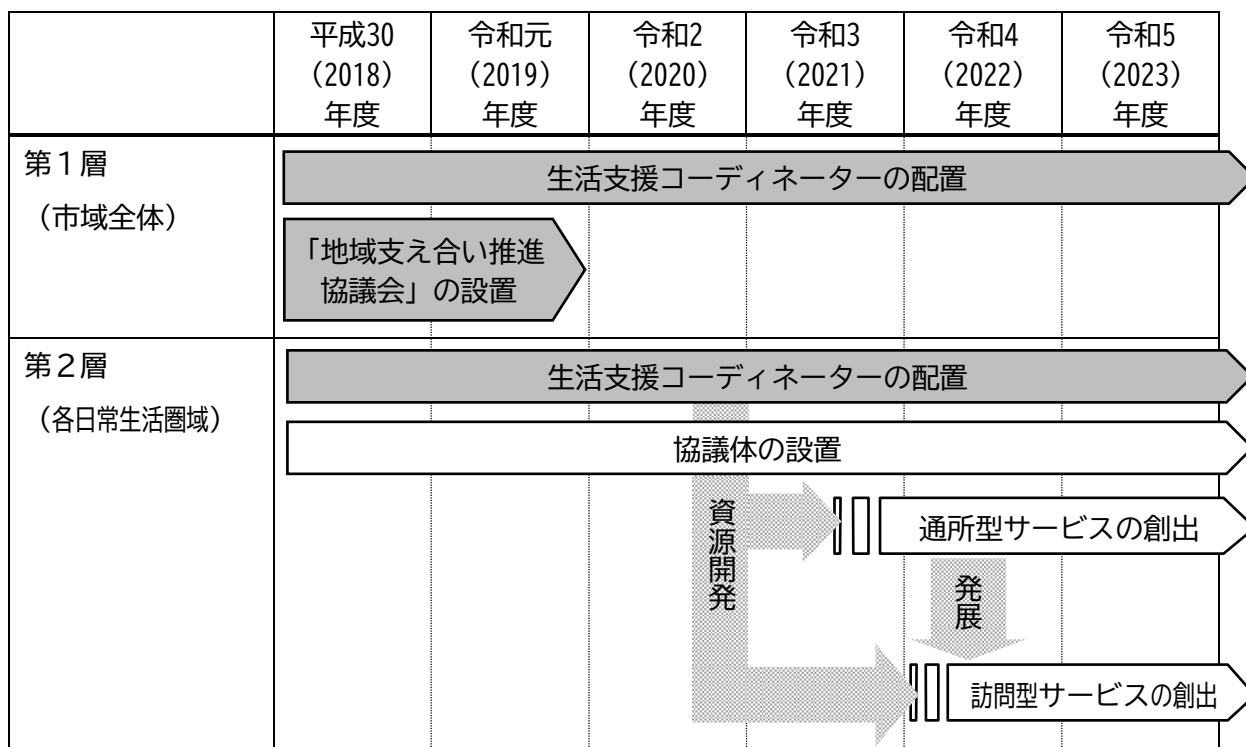 平成30
（2018）
年度
令和元
（2019）
年度
令和2
（2020）
年度
令和3
（2021）
年度
令和4
（2022）
年度
令和5
（2023）
年度
第１層
（市域全体）
生活支援コーディネーターの配置
「地域支え合い推進
協議会」の設置
第２層
（各日常生活圏域）
生活支援コーディネーターの配置
協議体の設置
資源開発
通所型サービスの創出
発展
訪問型サービスの創出